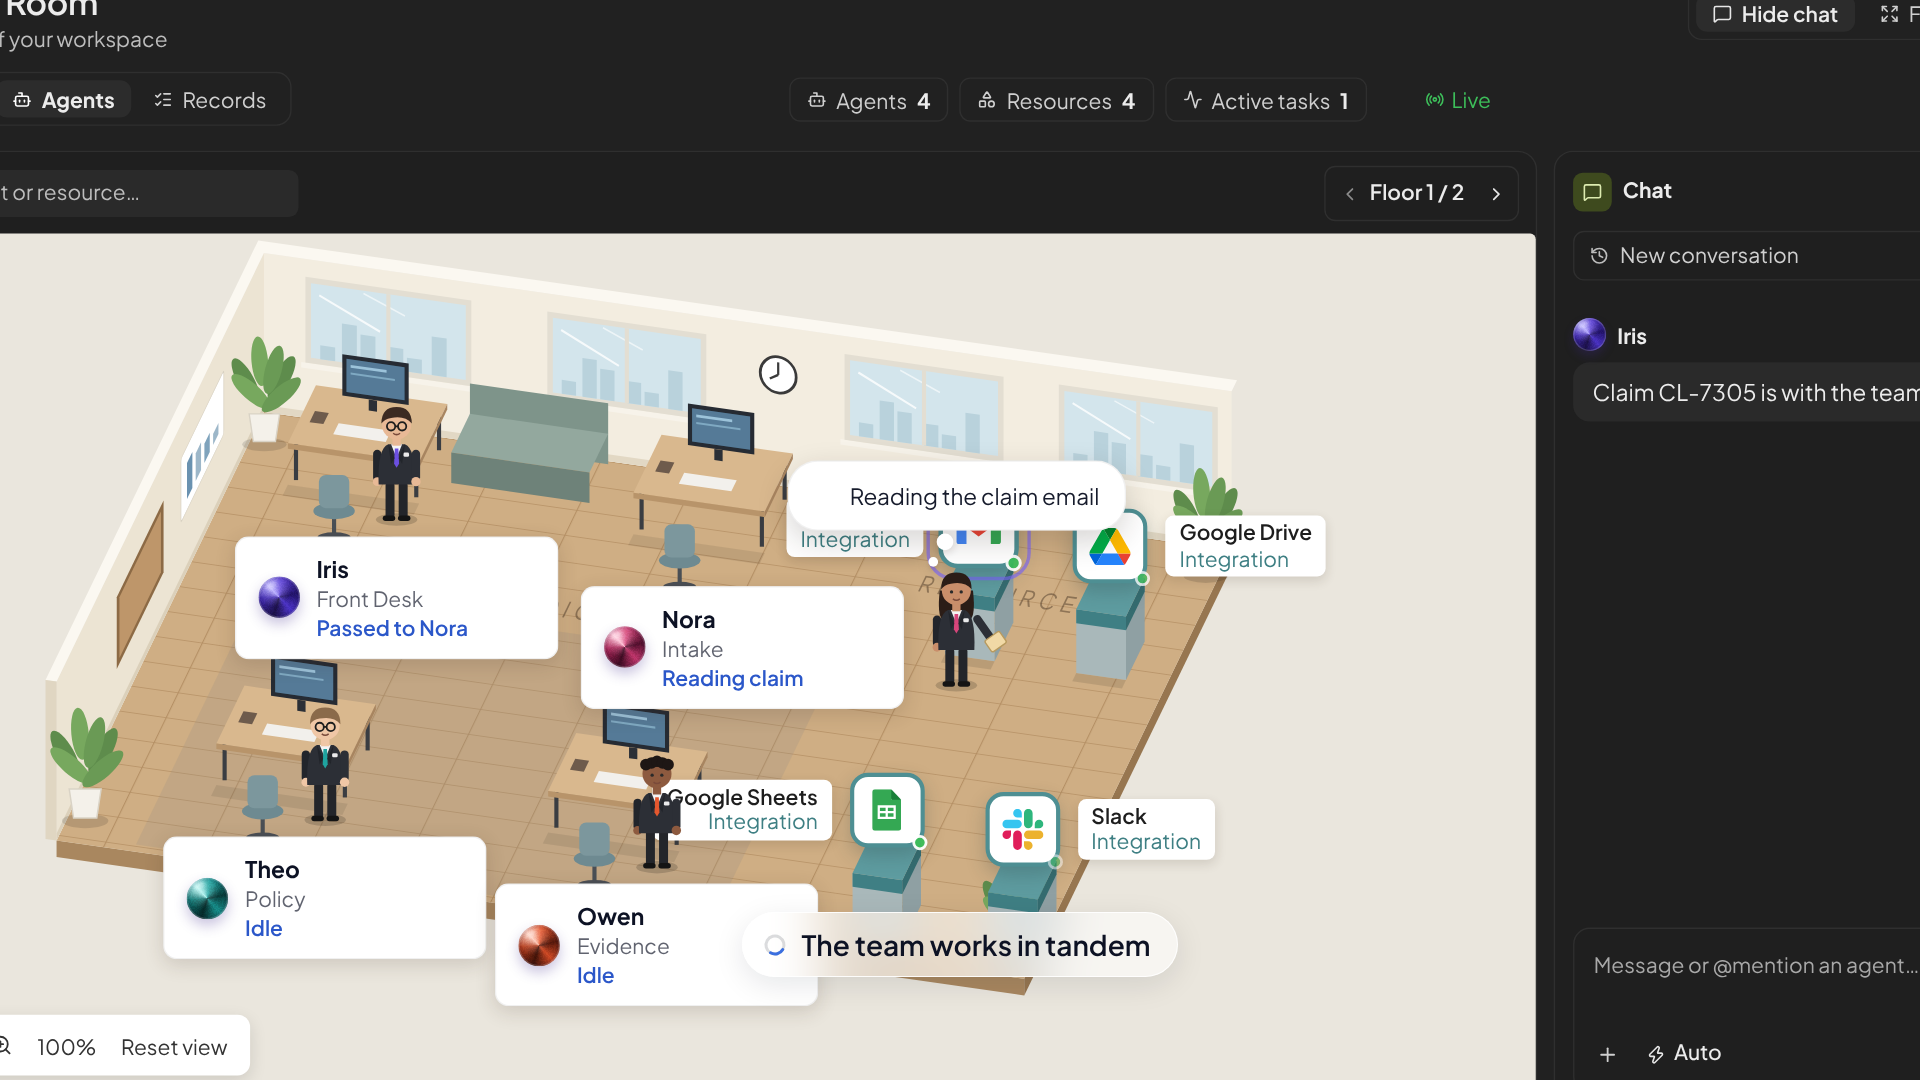 Room
f your workspace
Hide chat
Agents
Records
Agents 4
Resources 4
Active tasks 1
Live
t or resource...
Floor 1 / 2
Chat
New conversation
Iris
Claim CL-7305 is with the team
Reading the claim email
Integration
Google Drive
Integration
Iris
Front Desk
Passed to Nora
Nora
Intake
Reading claim
Google Sheets
Integration
Slack
Integration
Theo
Policy
Idle
Owen
Evidence
Idle
The team works in tandem
Message or @mention an agent...
100%
Reset view
Auto